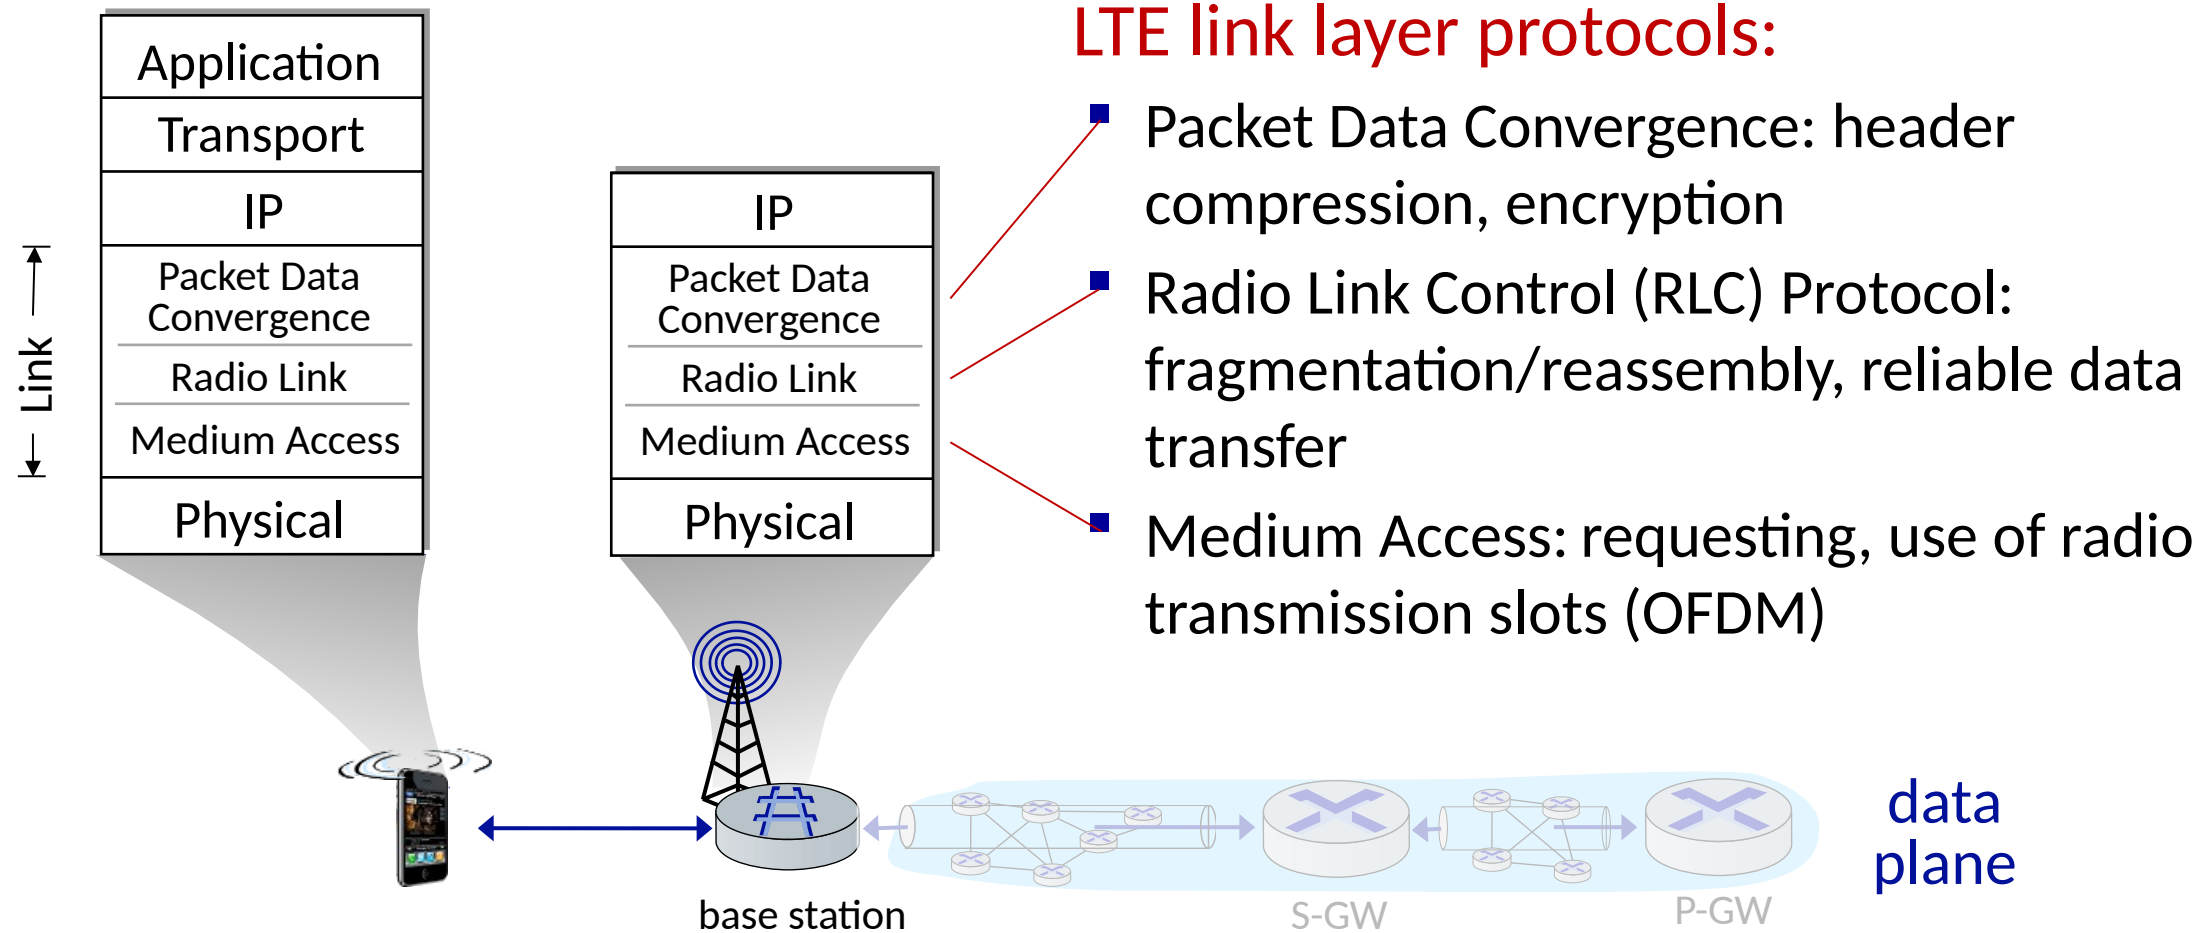 LTE link layer protocols:
Packet Data Convergence: header
compression, encryption
Radio Link Control (RLC) Protocol:
fragmentation/reassembly, reliable data
transfer
Medium Access: requesting, use of radio
transmission slots (OFDM)
Application
Transport
IP
Packet Data
Convergence
Radio Link
Medium Access
Physical
Link
IP
Packet Data
Convergence
Radio Link
Medium Access
Physical
base station
S-GW
P-GW
data
plane